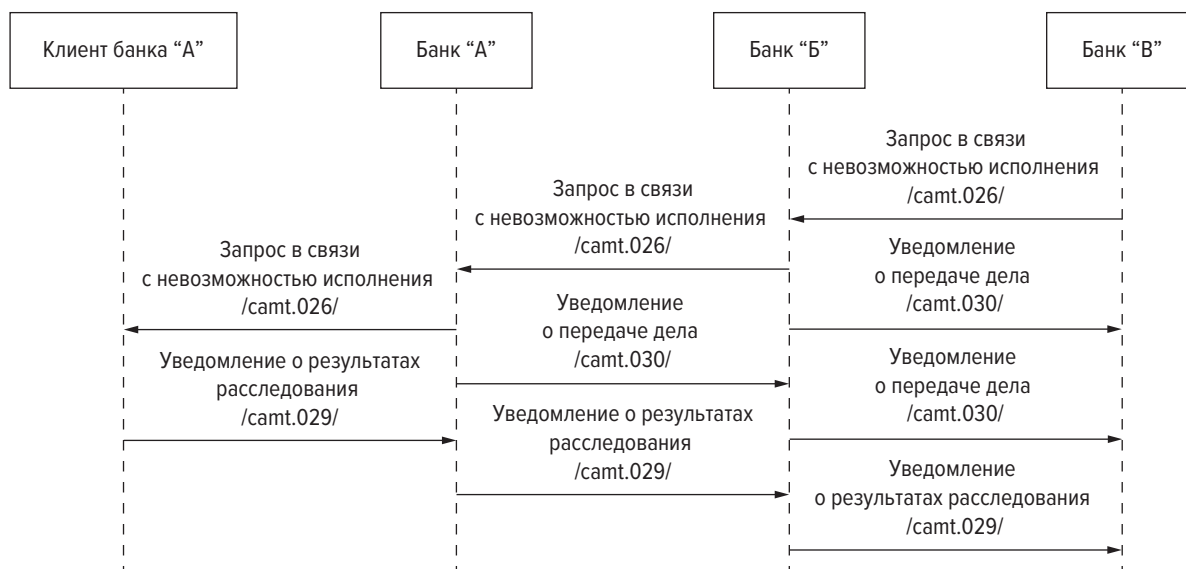 Клиент банка “А”
Банк “А”
Банк “Б”
Банк “В”
Запрос в связи
с невозможностью исполнения
/camt.026/
Запрос в связи
с невозможностью исполнения
/camt.026/
Запрос в связи
с невозможностью исполнения
/camt.026/
Уведомление
о передаче дела
/camt.030/
Уведомление
о передаче дела
/camt.030/
Уведомление о результатах
расследования
/camt.029/
Уведомление
о передаче дела
/camt.030/
Уведомление о результатах
расследования
/camt.029/
Уведомление
о результатах расследования
/camt.029/